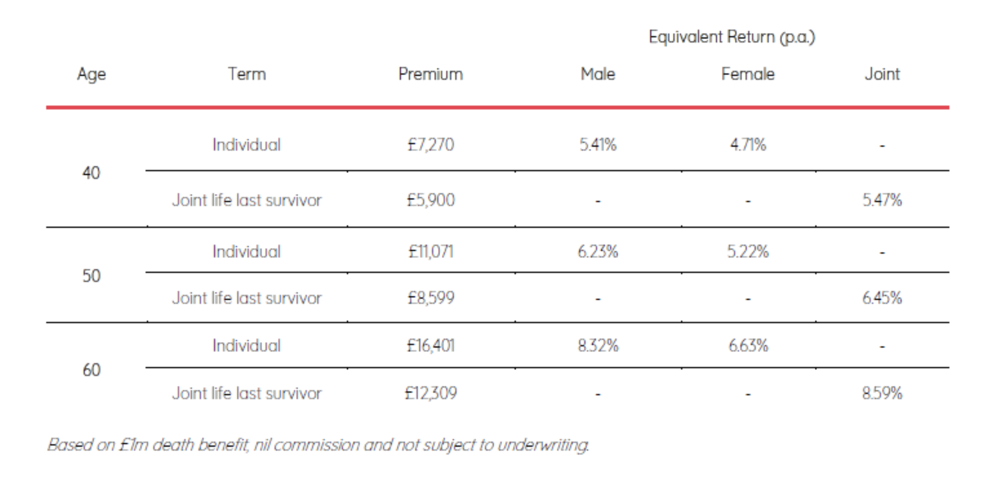 Equivalent Return (p.a.)
Age Term Premium Male Female Joint
Individual £7,270 5.41% 4.71% -
40
Joint life last survivor £5,900 - - 5.47%
Individual £11,071 6.23% 5.22% -
50
Joint life last survivor £8,599 - - 6.45%
Individual £16,401 8.32% 6.63% -
60
Joint life last survivor £12,309 - - 8.59%
Based on £1m death benefit, nil commission and not subject to underwriting.